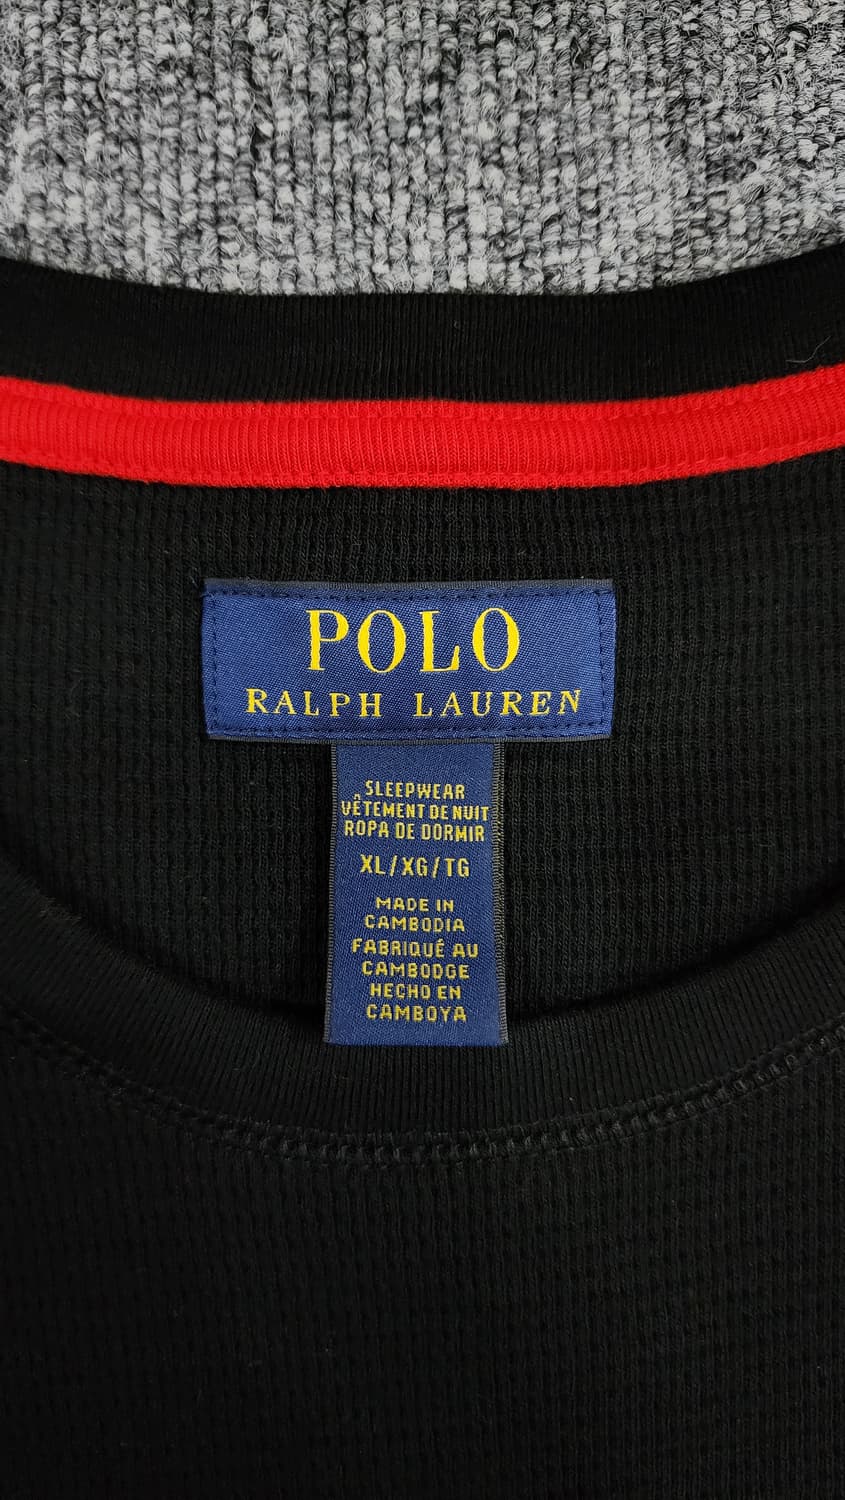 POLO
RALPH LAUREN
SLEEPWEAR
VÊTEMENT DE NUIT
ROPA DE DORMIR
XL/XG/TG
MADE IN
CAMBODIA
FABRIQUÉ AU
CAMBODGE
HECHO EN
CAMBOYA